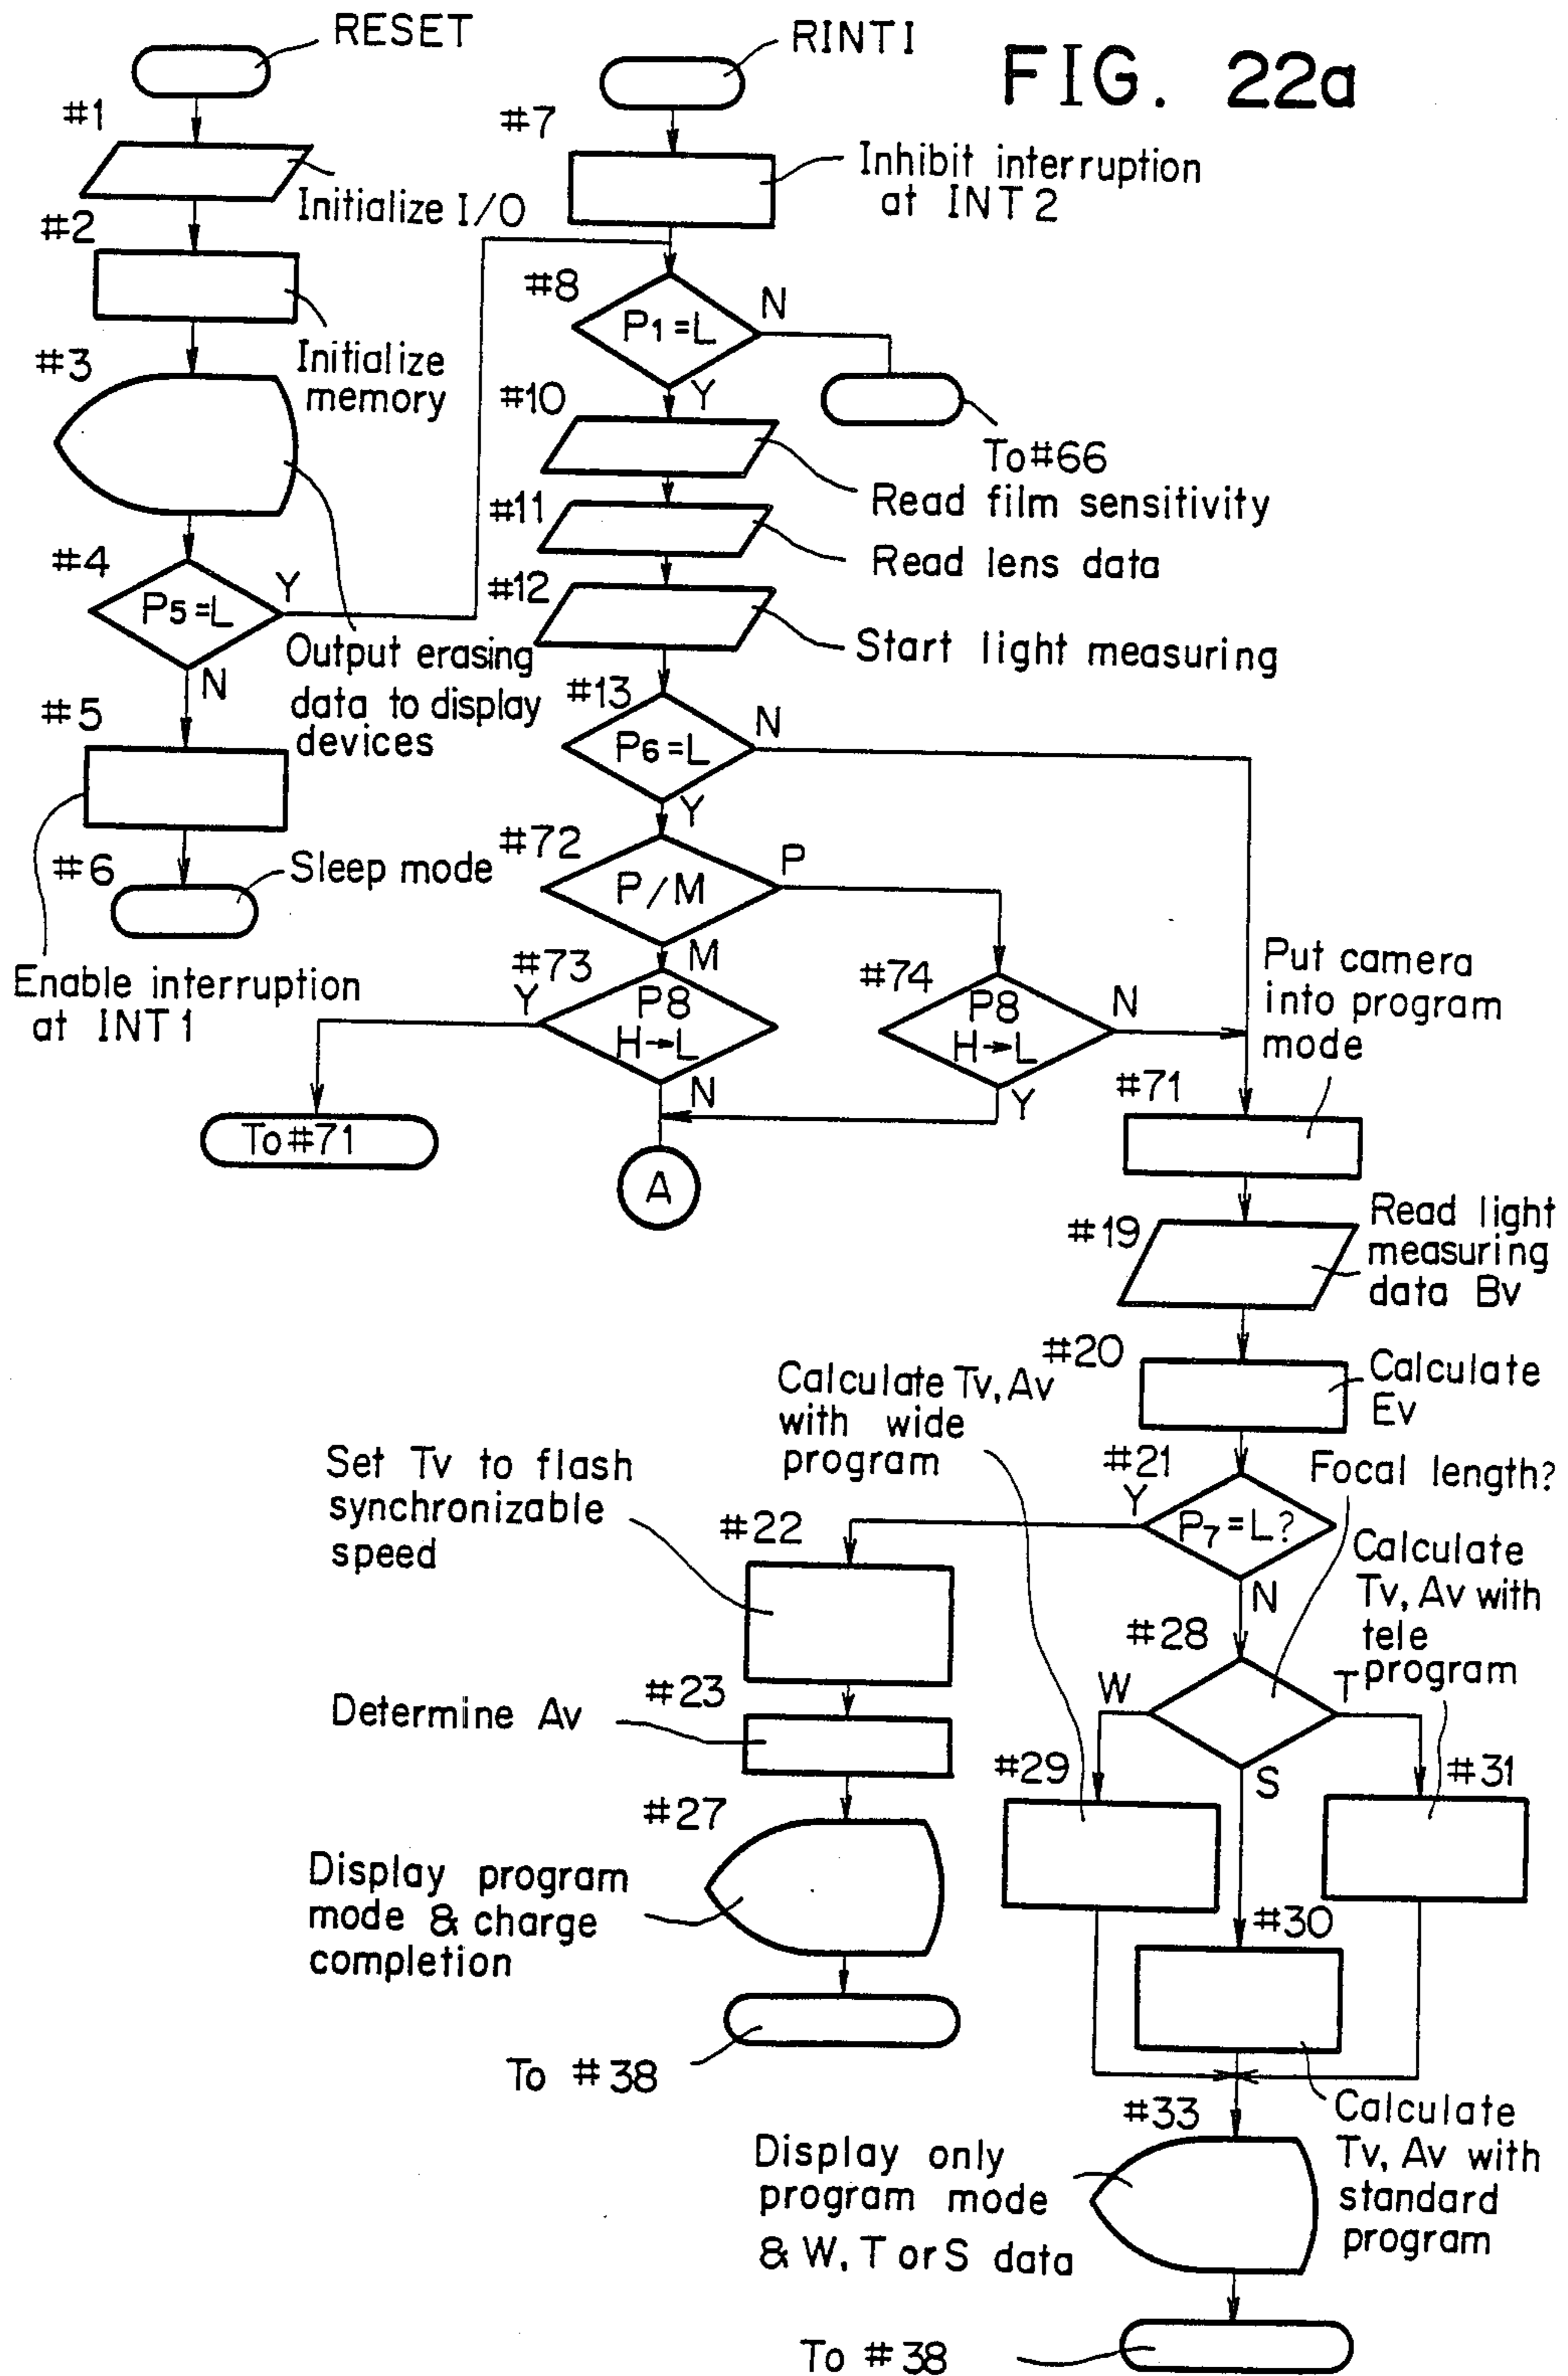 FIG. 22a
RESET
#1
Initialize I/O
#2
Initialize
memory
#3
Output erasing
data to display
devices
#4
P5=L
Y
N
#5
Enable interruption
at INT1
#6
Sleep mode
RINT1
#7
Inhibit interruption
at INT2
#8
P1=L
N
Y
To#66
#10
Read film sensitivity
#11
Read lens data
#12
Start light measuring
#13
P6=L
N
Y
#72
P/M
P
M
#73
P8
H→L
Y
N
To#71
#74
P8
H→L
N
Y
A
Put camera
into program
mode
#71
#19
Read light
measuring
data Bv
#20
Calculate
Ev
#21
P7=L?
Y
N
#22
Set Tv to flash
synchronizable
speed
#23
Determine Av
#27
Display program
mode & charge
completion
To #38
#28
Focal length?
W
S
T
#29
Calculate Tv, Av
with wide
program
#31
Calculate
Tv, Av with
tele
program
#30
Calculate
Tv, Av with
standard
program
#33
Display only
program mode
& W, T or S data
To #38